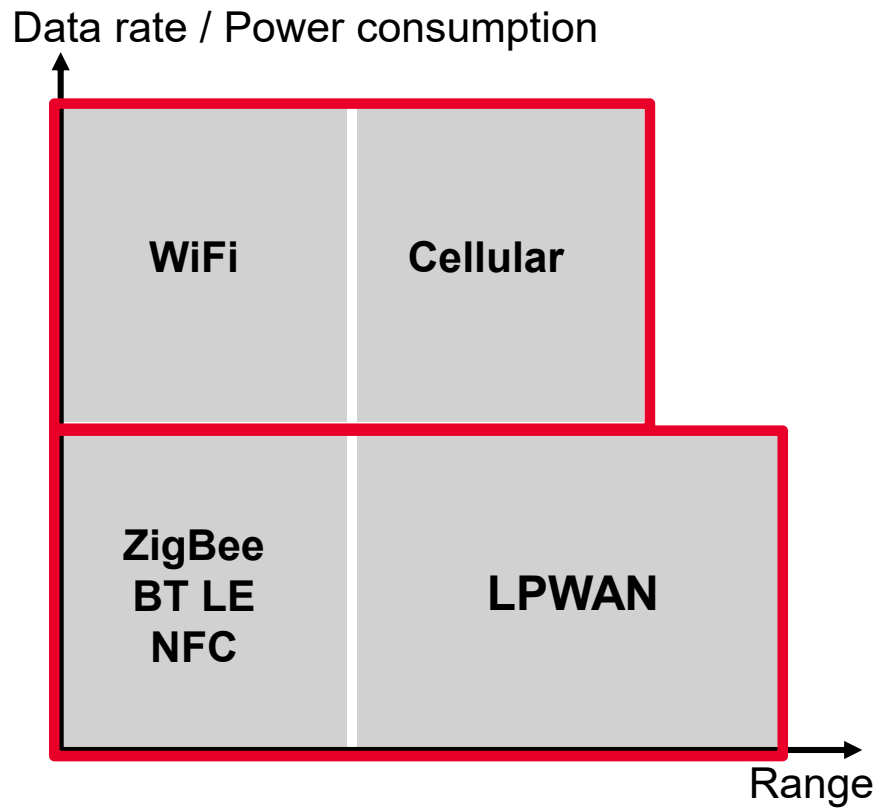 Data rate / Power consumption
WiFi
Cellular
ZigBee
BT LE
NFC
LPWAN
Range